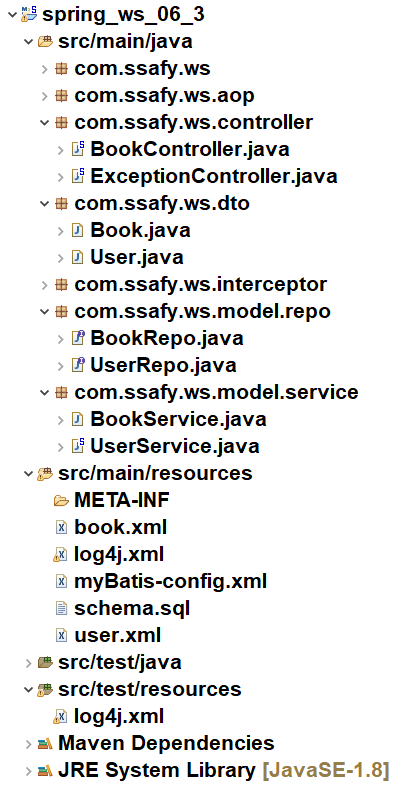 spring_ws_06_3
src/main/java
com.ssafy.ws
com.ssafy.ws.aop
com.ssafy.ws.controller
BookController.java
ExceptionController.java
com.ssafy.ws.dto
Book.java
User.java
com.ssafy.ws.interceptor
com.ssafy.ws.model.repo
BookRepo.java
UserRepo.java
com.ssafy.ws.model.service
BookService.java
UserService.java
src/main/resources
META-INF
book.xml
log4j.xml
myBatis-config.xml
schema.sql
user.xml
src/test/java
src/test/resources
log4j.xml
Maven Dependencies
JRE System Library [JavaSE-1.8]